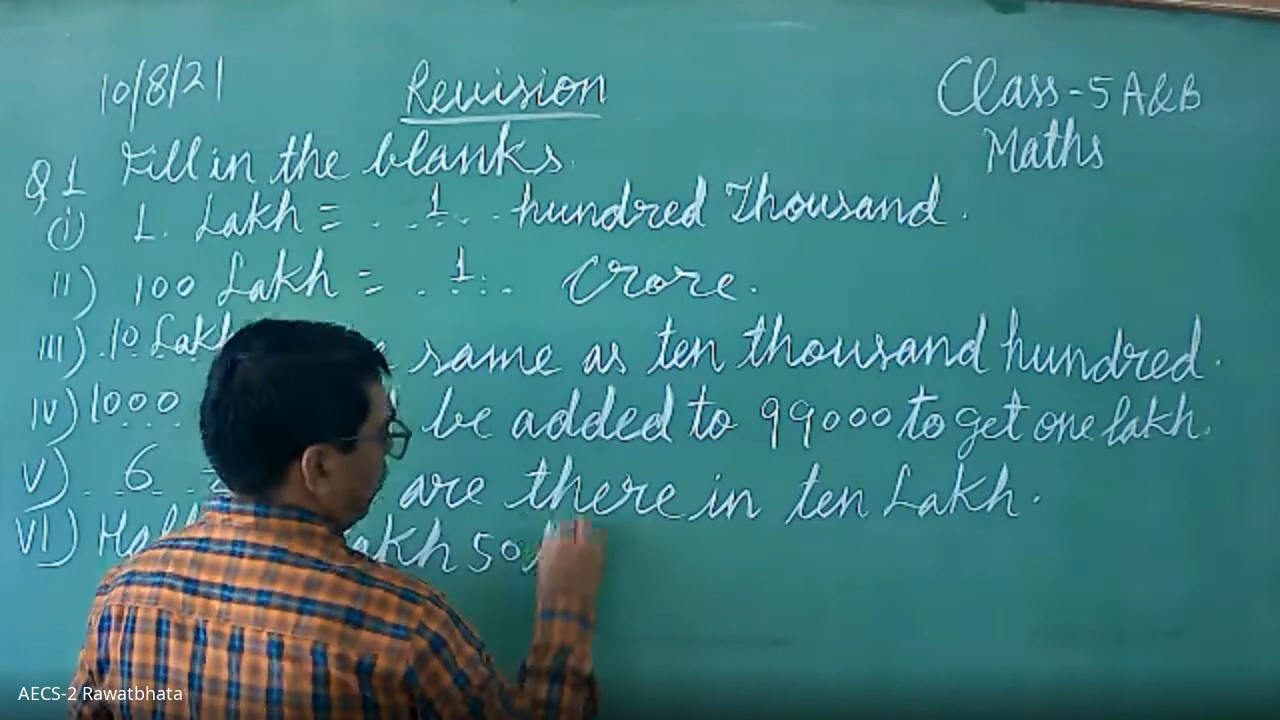 10/8/21 Revision Class-5 A&B
Maths
Q1 Fill in the blanks.
(i) 1. Lakh = . . 1 . . . hundred Thousand.
II) 100 Lakh = . . 1 . . . Crore.
III) . 10 Lakh same as ten thousand hundred.
IV) 1000 be added to 99000 to get one lakh.
V) . . 6 are there in ten Lakh.
VI) 50
AECS-2 Rawatbhata